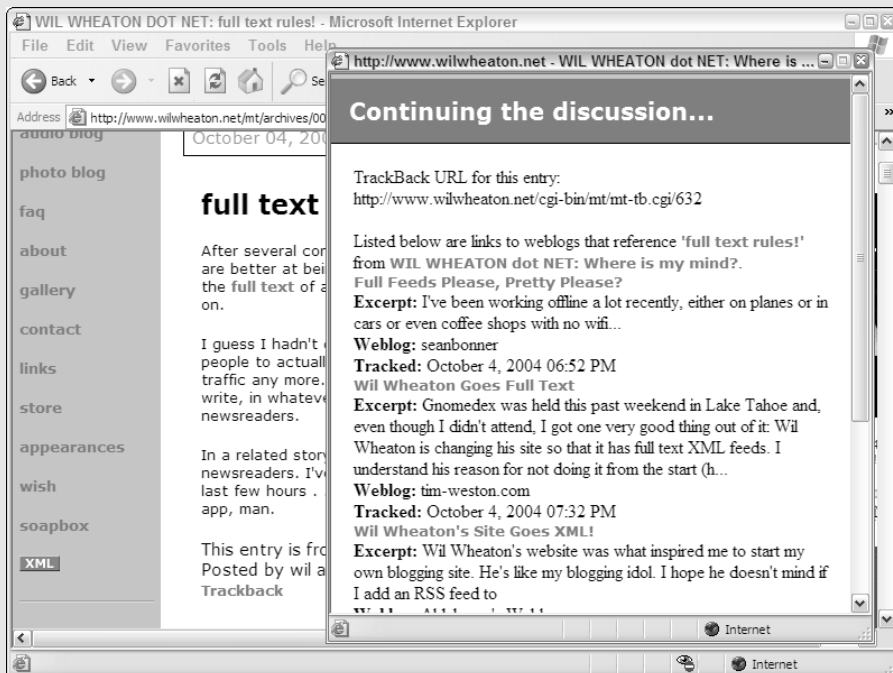 WIL WHEATON DOT NET: full text rules! - Microsoft Internet Explorer
File Edit View Favorites Tools Help
Back
Address http://www.wilwheaton.net/mt/archives/00
audio blog
photo blog
faq
about
gallery
contact
links
store
appearances
wish
soapbox
XML
October 04, 200
full text
After several
are better at
the full text of
on.
I guess I hadn't
people to
traffic any more.
write, in
newsreaders.
In a related story
newsreaders. I've
last few hours . .
app, man.
This entry is
Posted by wil
Trackback
http://www.wilwheaton.net - WIL WHEATON dot NET: Where is ...
Continuing the discussion...
TrackBack URL for this entry:
http://www.wilwheaton.net/cgi-bin/mt/mt-tb.cgi/632
Listed below are links to weblogs that reference 'full text rules!'
from WIL WHEATON dot NET: Where is my mind?.
Full Feeds Please, Pretty Please?
Excerpt: I've been working offline a lot recently, either on planes or in
cars or even coffee shops with no wifi...
Weblog: seanbonner
Tracked: October 4, 2004 06:52 PM
Wil Wheaton Goes Full Text
Excerpt: Gnomedex was held this past weekend in Lake Tahoe and,
even though I didn't attend, I got one very good thing out of it: Wil
Wheaton is changing his site so that it has full text XML feeds. I
understand his reason for not doing it from the start (h...
Weblog: tim-weston.com
Tracked: October 4, 2004 07:32 PM
Wil Wheaton's Site Goes XML!
Excerpt: Wil Wheaton's website was what inspired me to start my
own blogging site. He's like my blogging idol. I hope he doesn't mind if
I add an RSS feed to
Internet
Internet